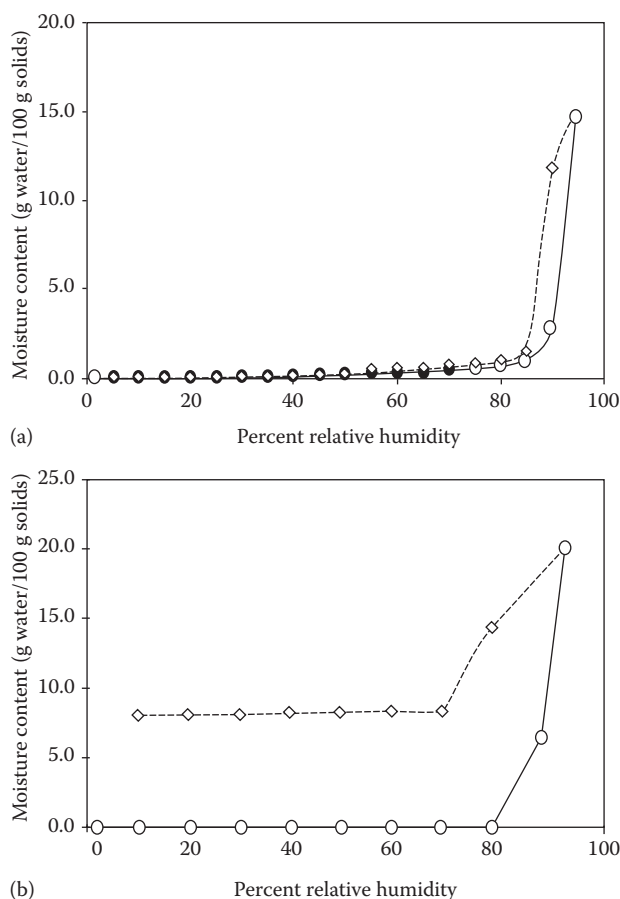 20.0
15.0
10.0
5.0
0.0
0 20 40 60 80 100
Moisture content (g water/100 g solids)
(a)
Percent relative humidity
25.0
20.0
15.0
10.0
5.0
0.0
0 20 40 60 80 100
Moisture content (g water/100 g solids)
(b)
Percent relative humidity